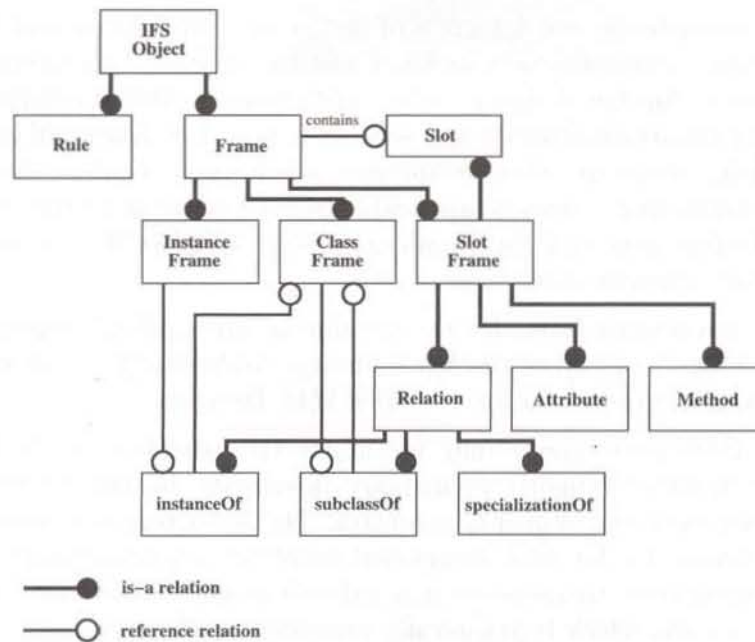 IFS
Object
contains
Rule
Frame
Slot
Instance
Frame
Class
Frame
Slot
Frame
Relation
Attribute
Method
instanceOf
subclassOf
specializationOf
is-a relation
reference relation